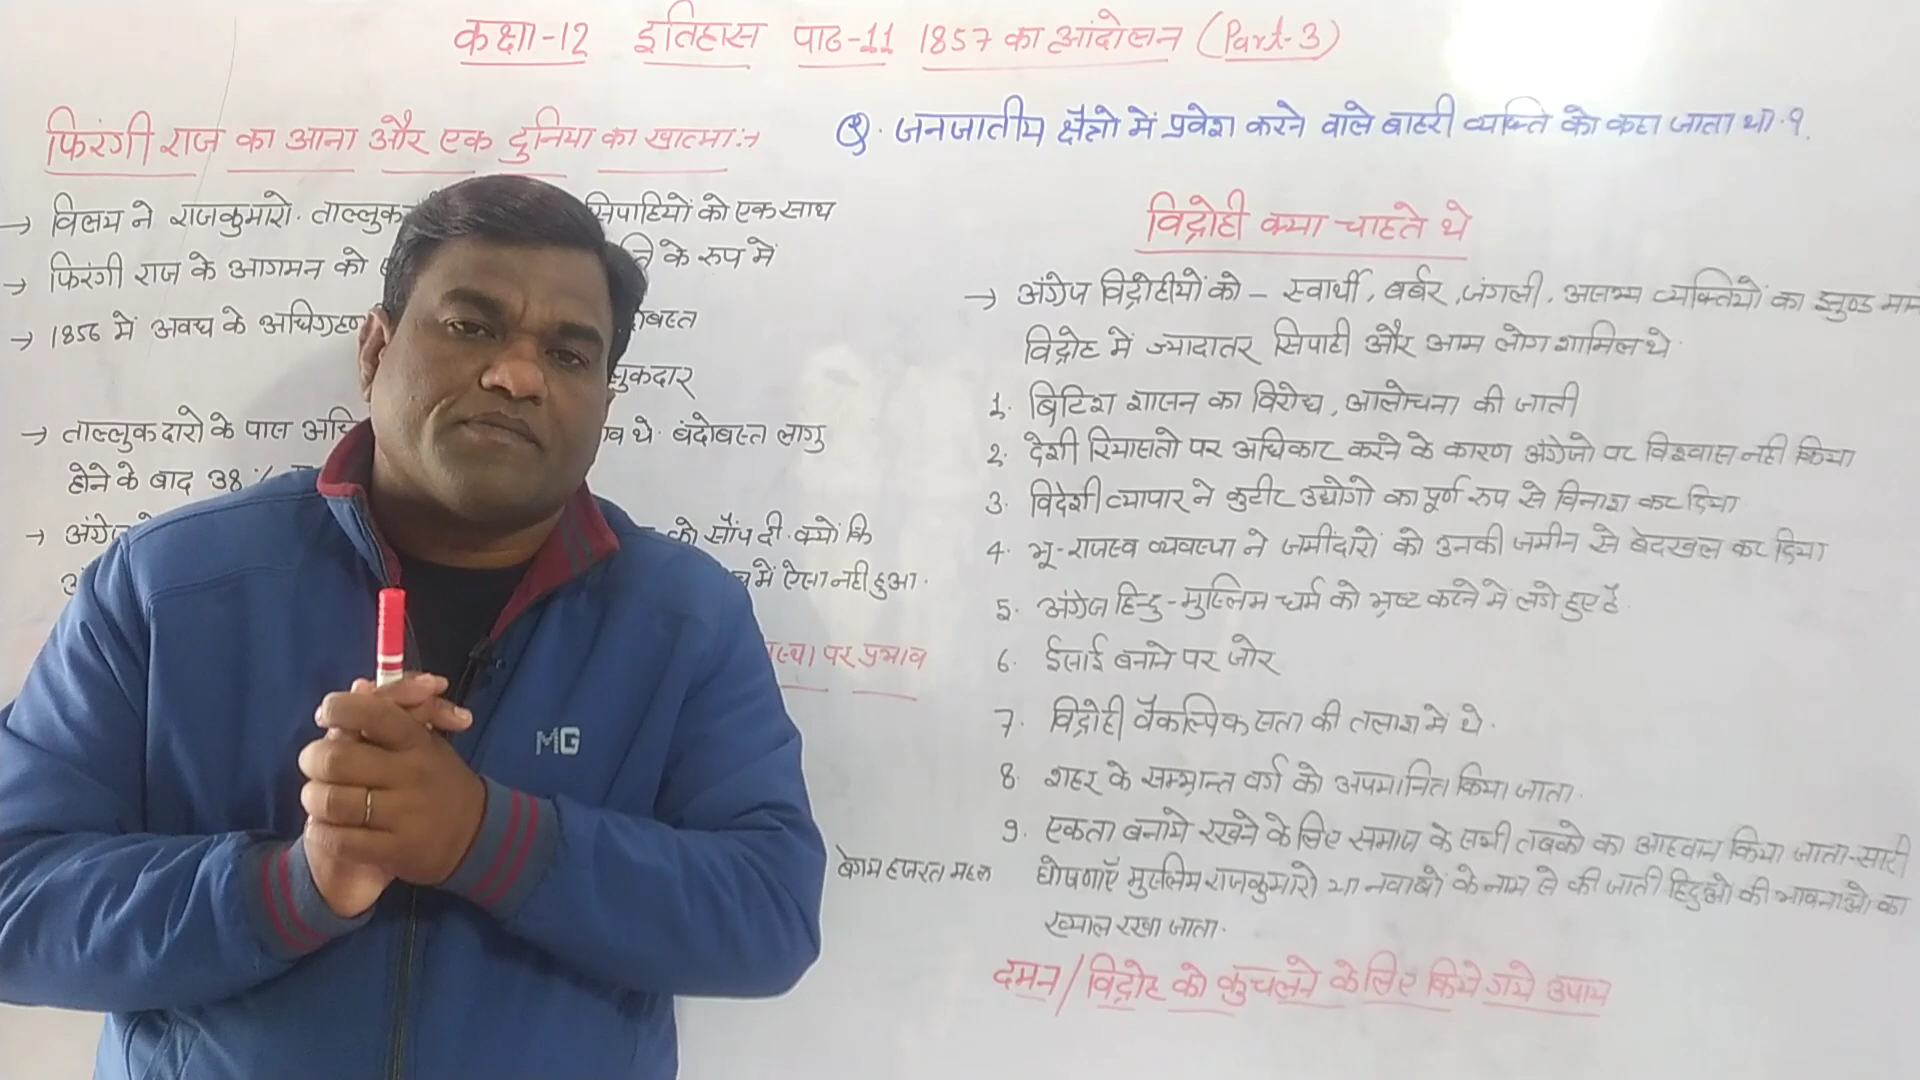 कक्षा-12 इतिहास पाठ-11 1857 का आंदोलन (Part-3)
फिरंगी राज का आना और एक दुनिया का खात्मा:→
→ विलय ने राजकुमारो. ताल्लुक
सिपाहियों को एक साथ
→ फिरंगी राज के आगमन को
के रुप में
→ 1856 में अवध के अधिग्रहण
→ ताल्लुकदारो के पास
थे. बंदोबस्त लागु
होने के बाद 38%
→ अंग्रेज
को सौंप दी. क्यों कि
में ऐसा नही हुआ.
पर प्रभाव
MG
Q. जनजातीय क्षेत्रो में प्रवेश करने वाले बाहरी व्यक्ति को कहा जाता था.?
विद्रोही क्या चाहते थे
→ अंग्रेज विद्रोहीयों को – स्वार्थी, बर्बर, जंगली, असभ्य व्यक्तियों का झुण्ड
विद्रोह में ज्यादातर सिपाही और आम लोग शामिल थे.
1. ब्रिटिश शासन का विरोध, आलोचना की जाती
2. देशी रियासतो पर अधिकार करने के कारण अंग्रेजो पर विश्वास नही किया
3. विदेशी व्यापार ने कुटीर उद्योगो का पूर्ण रुप से विनाश कर दिया
4. भू-राजस्व व्यवस्था ने जमींदारों को उनकी जमीन से बेदखल कर दिया
5. अंग्रेज हिन्दु-मुस्लिम धर्म को भ्रष्ट करने मे लगे हुए है.
6. ईसाई बनाने पर जोर
7. विद्रोही वैकल्पिक सता की तलाश मे थे.
8. शहर के सम्भ्रान्त वर्ग को अपमानित किया जाता.
9. एकता बनाये रखने के लिए समाज के सभी तबको का आहवान किया जाता-सारी
बेगम हजरत महल
घोषणाएँ मुस्लिम राजकुमारो या नवाबों के नाम से की जाती हिंदुओ की भावनाओ का
ख्याल रखा जाता.
दमन/विद्रोह को कुचलने के लिए किये गये उपाय